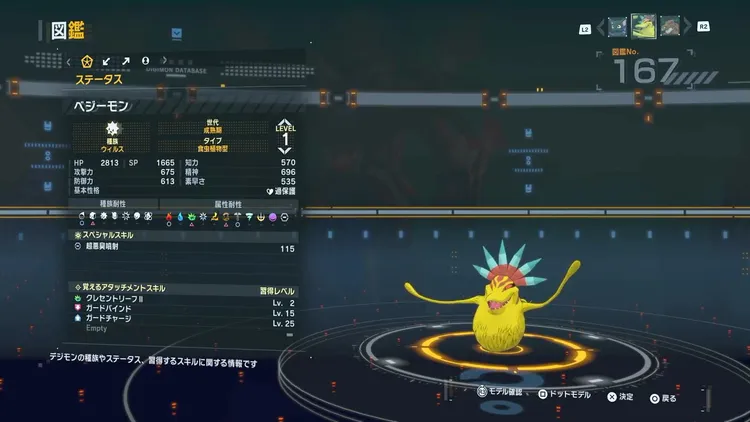 図鑑
L2
R2
図鑑No.
167
DIGIMON DATABASE
ステータス
ベジーモン
種族
ウイルス
世代
成熟期
タイプ
食虫植物型
LEVEL
1
HP 2813 SP 1665 知力 570
攻撃力 675 精神 696
防御力 613 素早さ 535
基本性格 過保護
種族耐性 属性耐性
スペシャルスキル
超悪臭噴射 115
覚えるアタッチメントスキル 習得レベル
クレセントリーフⅡ Lv. 2
ガードバインド Lv. 15
ガードチャージ Lv. 25
Empty
デジモンの種族やステータス、習得するスキルに関する情報です
R3 モデル確認 ドットモデル 決定 戻る